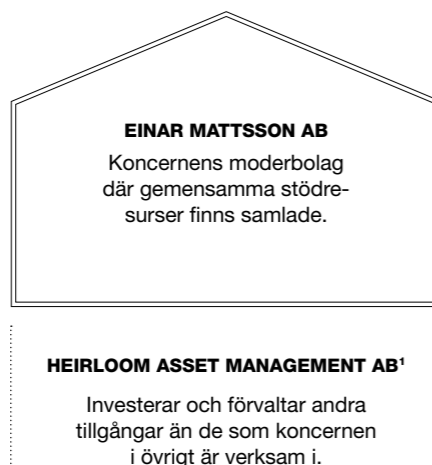 EINAR MATTSSON AB
Koncernens moderbolag
där gemensamma stödre-
surser finns samlade.
HEIRLOOM ASSET MANAGEMENT AB¹
Investerar och förvaltar andra
tillgångar än de som koncernen
i övrigt är verksam i.